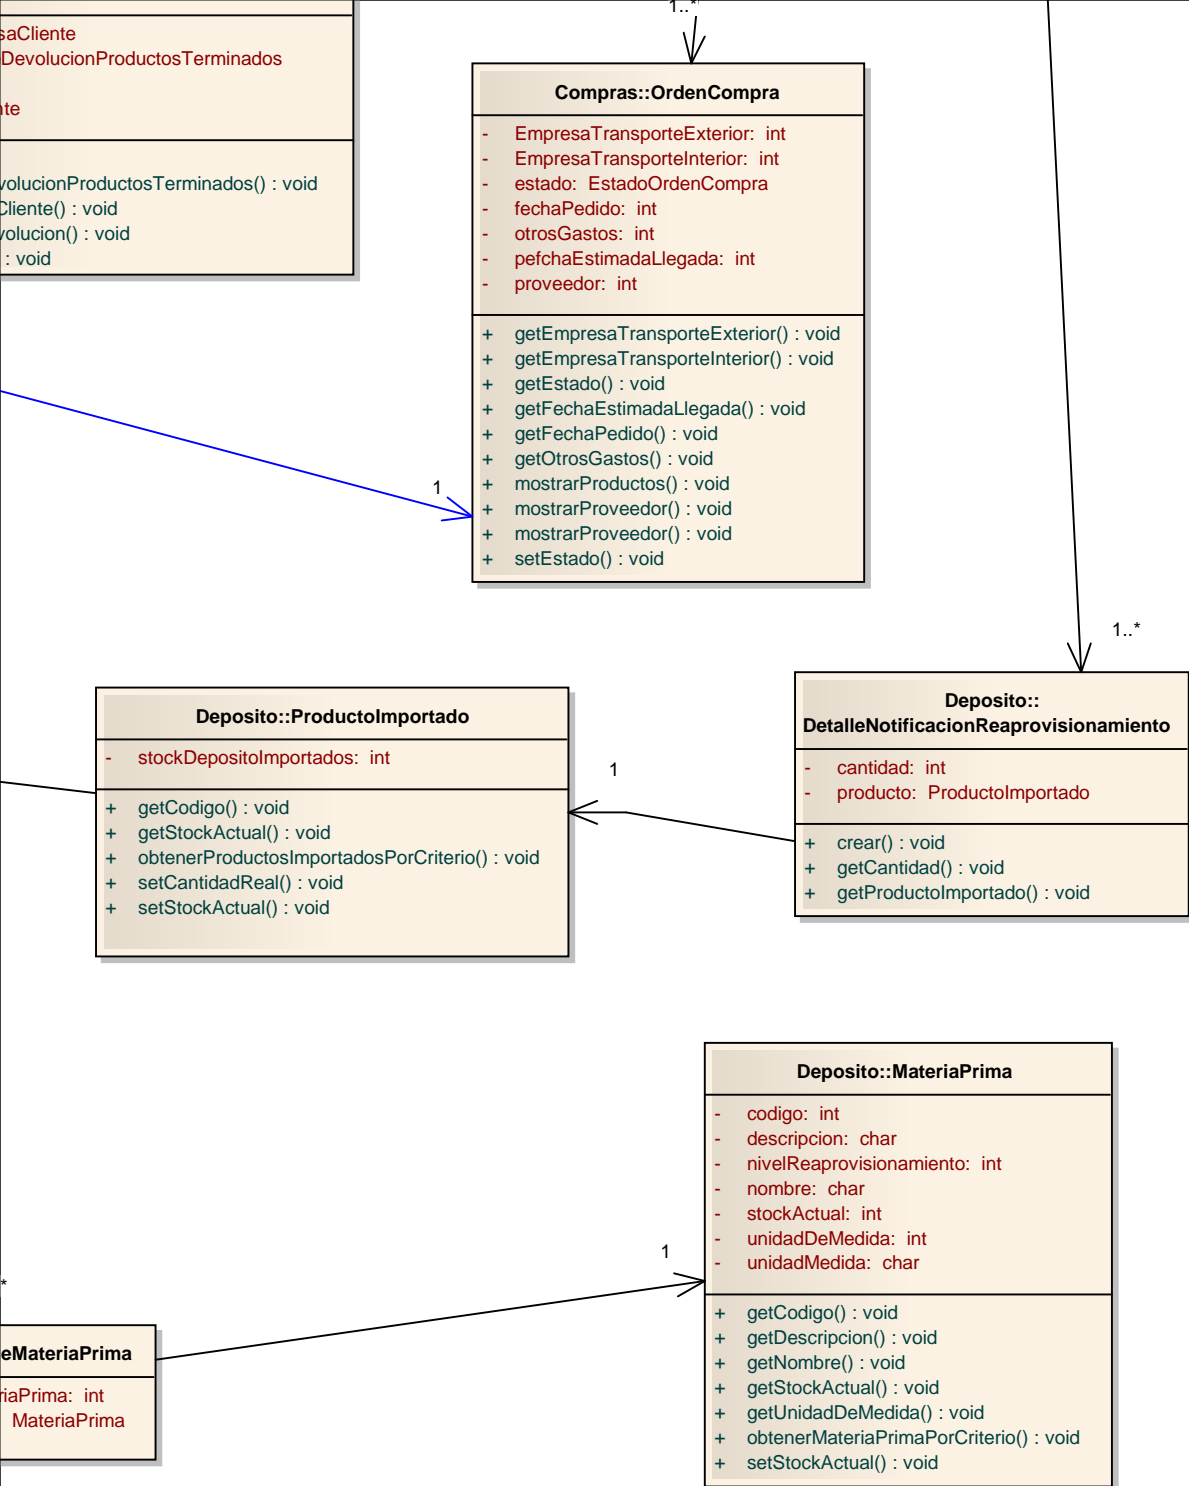 saCliente
DevolucionProductosTerminados
nte
volucionProductosTerminados() : void
Cliente() : void
volucion() : void
: void
1..*
Compras::OrdenCompra
- EmpresaTransporteExterior: int
- EmpresaTransporteInterior: int
- estado: EstadoOrdenCompra
- fechaPedido: int
- otrosGastos: int
- pefchaEstimadaLlegada: int
- proveedor: int
+ getEmpresaTransporteExterior() : void
+ getEmpresaTransporteInterior() : void
+ getEstado() : void
+ getFechaEstimadaLlegada() : void
+ getFechaPedido() : void
+ getOtrosGastos() : void
+ mostrarProductos() : void
+ mostrarProveedor() : void
+ mostrarProveedor() : void
+ setEstado() : void
1
1..*
Deposito::ProductoImportado
- stockDepositoImportados: int
+ getCodigo() : void
+ getStockActual() : void
+ obtenerProductosImportadosPorCriterio() : void
+ setCantidadReal() : void
+ setStockActual() : void
1
Deposito::
DetalleNotificacionReaprovisionamiento
- cantidad: int
- producto: ProductoImportado
+ crear() : void
+ getCantidad() : void
+ getProductoImportado() : void
Deposito::MateriaPrima
- codigo: int
- descripcion: char
- nivelReaprovisionamiento: int
- nombre: char
- stockActual: int
- unidadDeMedida: int
- unidadMedida: char
+ getCodigo() : void
+ getDescripcion() : void
+ getNombre() : void
+ getStockActual() : void
+ getUnidadDeMedida() : void
+ obtenerMateriaPrimaPorCriterio() : void
+ setStockActual() : void
1
*
eMateriaPrima
riaPrima: int
MateriaPrima